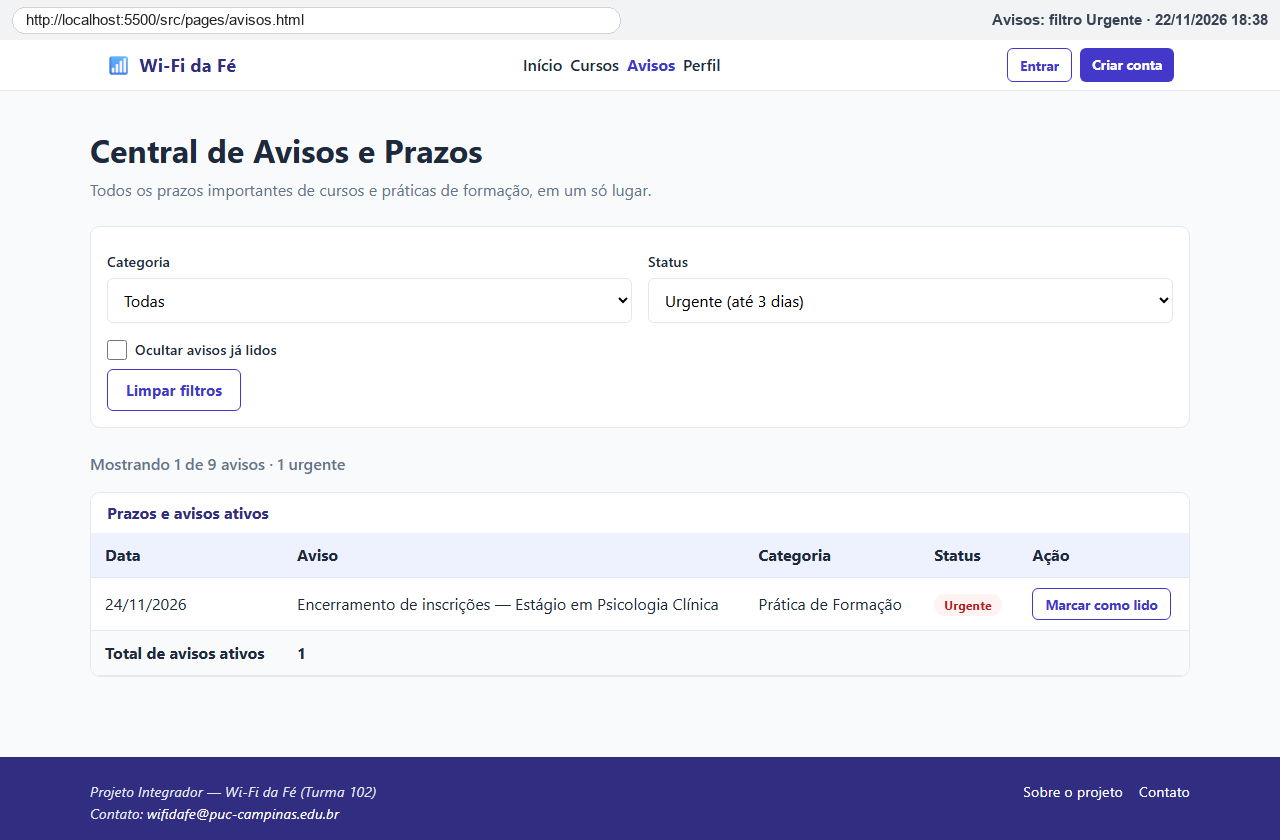 http://localhost:5500/src/pages/avisos.html
Avisos: filtro Urgente · 22/11/2026 18:38
Wi-Fi da Fé
Início Cursos Avisos Perfil
Entrar
Criar conta
Central de Avisos e Prazos
Todos os prazos importantes de cursos e práticas de formação, em um só lugar.
Categoria
Status
Todas
Urgente (até 3 dias)
Ocultar avisos já lidos
Limpar filtros
Mostrando 1 de 9 avisos · 1 urgente
Prazos e avisos ativos
Data Aviso Categoria Status Ação
24/11/2026 Encerramento de inscrições — Estágio em Psicologia Clínica Prática de Formação Urgente Marcar como lido
Total de avisos ativos 1
Projeto Integrador — Wi-Fi da Fé (Turma 102)
Contato: wifidafe@puc-campinas.edu.br
Sobre o projeto Contato